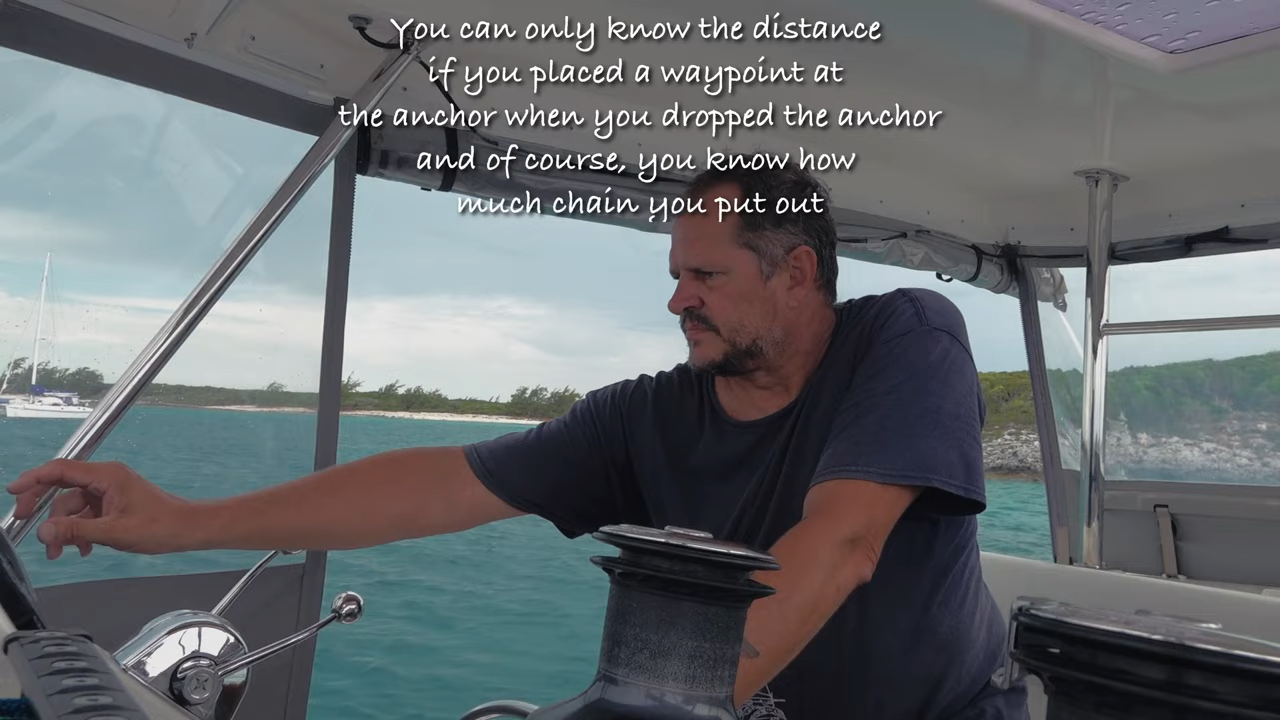 You can only know the distance
if you placed a waypoint at
the anchor when you dropped the anchor
and of course, you know how
much chain you put out